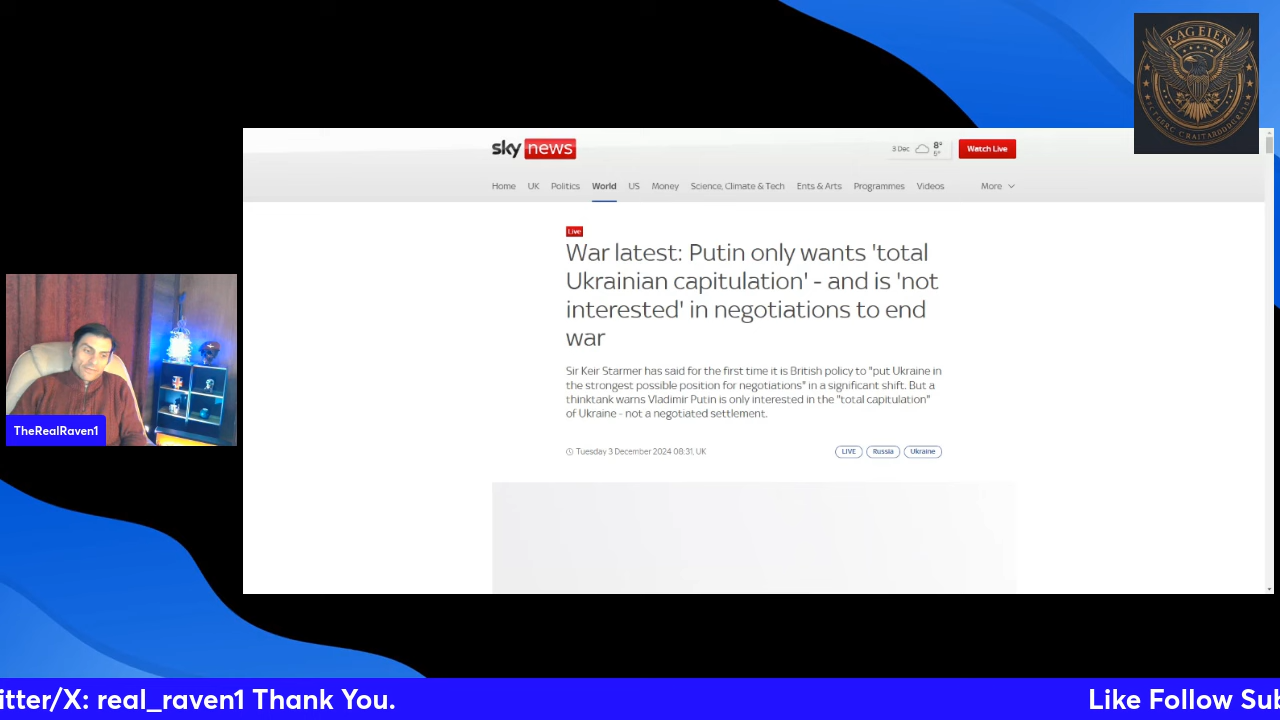 RAGEIEN
sky news
3 Dec 8° 5°
Watch Live
Home UK Politics World US Money Science, Climate & Tech Ents & Arts Programmes Videos More
Live
War latest: Putin only wants 'total
Ukrainian capitulation' - and is 'not
interested' in negotiations to end
war
Sir Keir Starmer has said for the first time it is British policy to "put Ukraine in
the strongest possible position for negotiations" in a significant shift. But a
thinktank warns Vladimir Putin is only interested in the "total capitulation"
of Ukraine - not a negotiated settlement.
Tuesday 3 December 2024 08:31, UK
LIVE Russia Ukraine
TheRealRaven1
itter/X: real_raven1 Thank You. Like Follow Sub